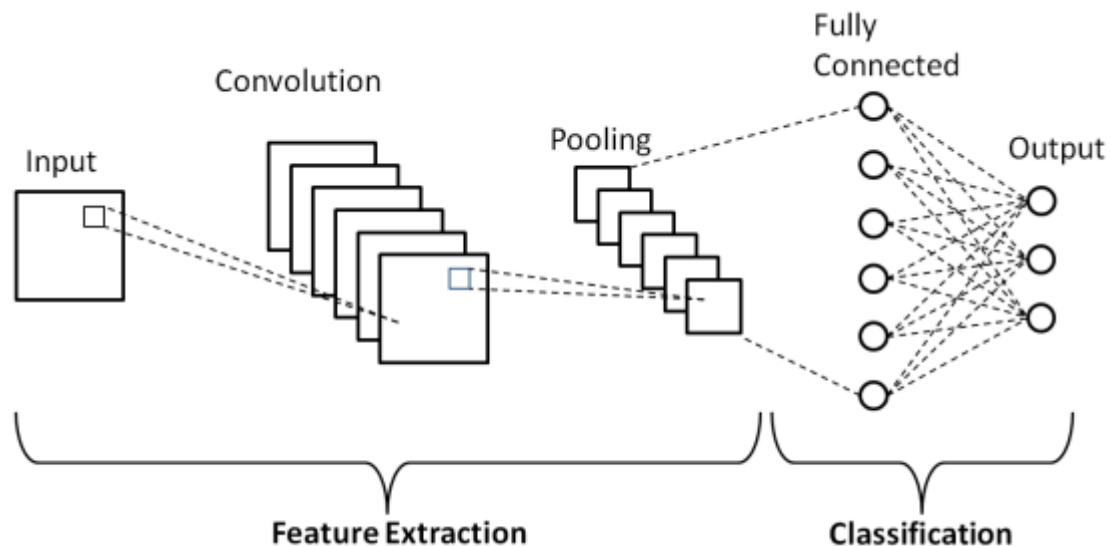 Input
Convolution
Pooling
Fully
Connected
Output
Feature Extraction
Classification